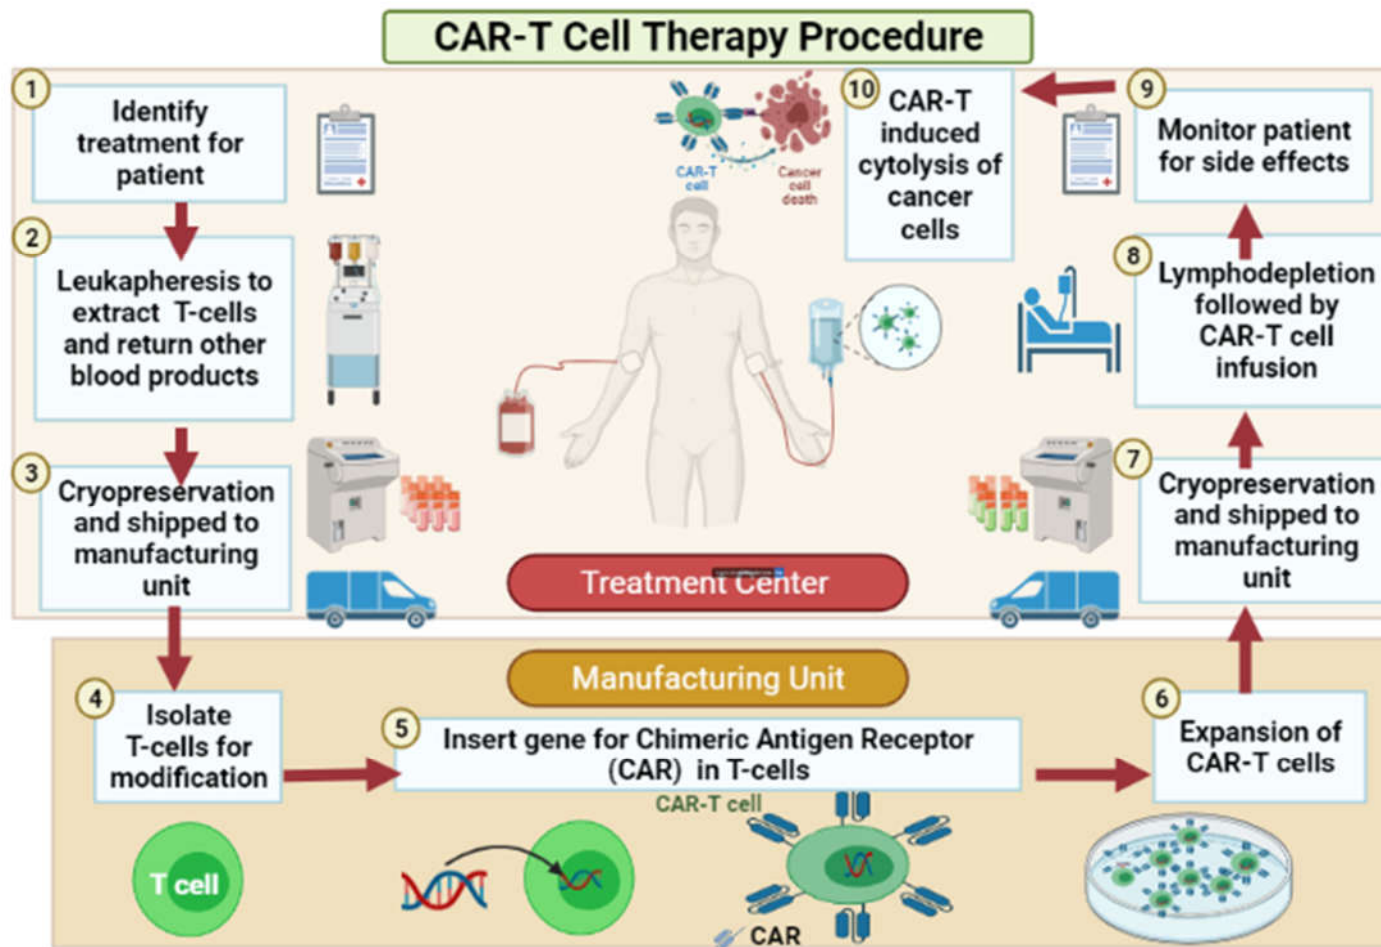 CAR-T Cell Therapy Procedure
1
Identify
treatment for
patient
2
Leukapheresis to
extract T-cells
and return other
blood products
3
Cryopreservation
and shipped to
manufacturing
unit
4
Isolate
T-cells for
modification
T cell
5
Insert gene for Chimeric Antigen Receptor
(CAR) in T-cells
CAR-T cell
CAR
6
Expansion of
CAR-T cells
7
Cryopreservation
and shipped to
manufacturing
unit
8
Lymphodepletion
followed by
CAR-T cell
infusion
9
Monitor patient
for side effects
10
CAR-T
induced
cytolysis of
cancer
cells
CAR-T
cell
Cancer
cell
death
Treatment Center
Manufacturing Unit